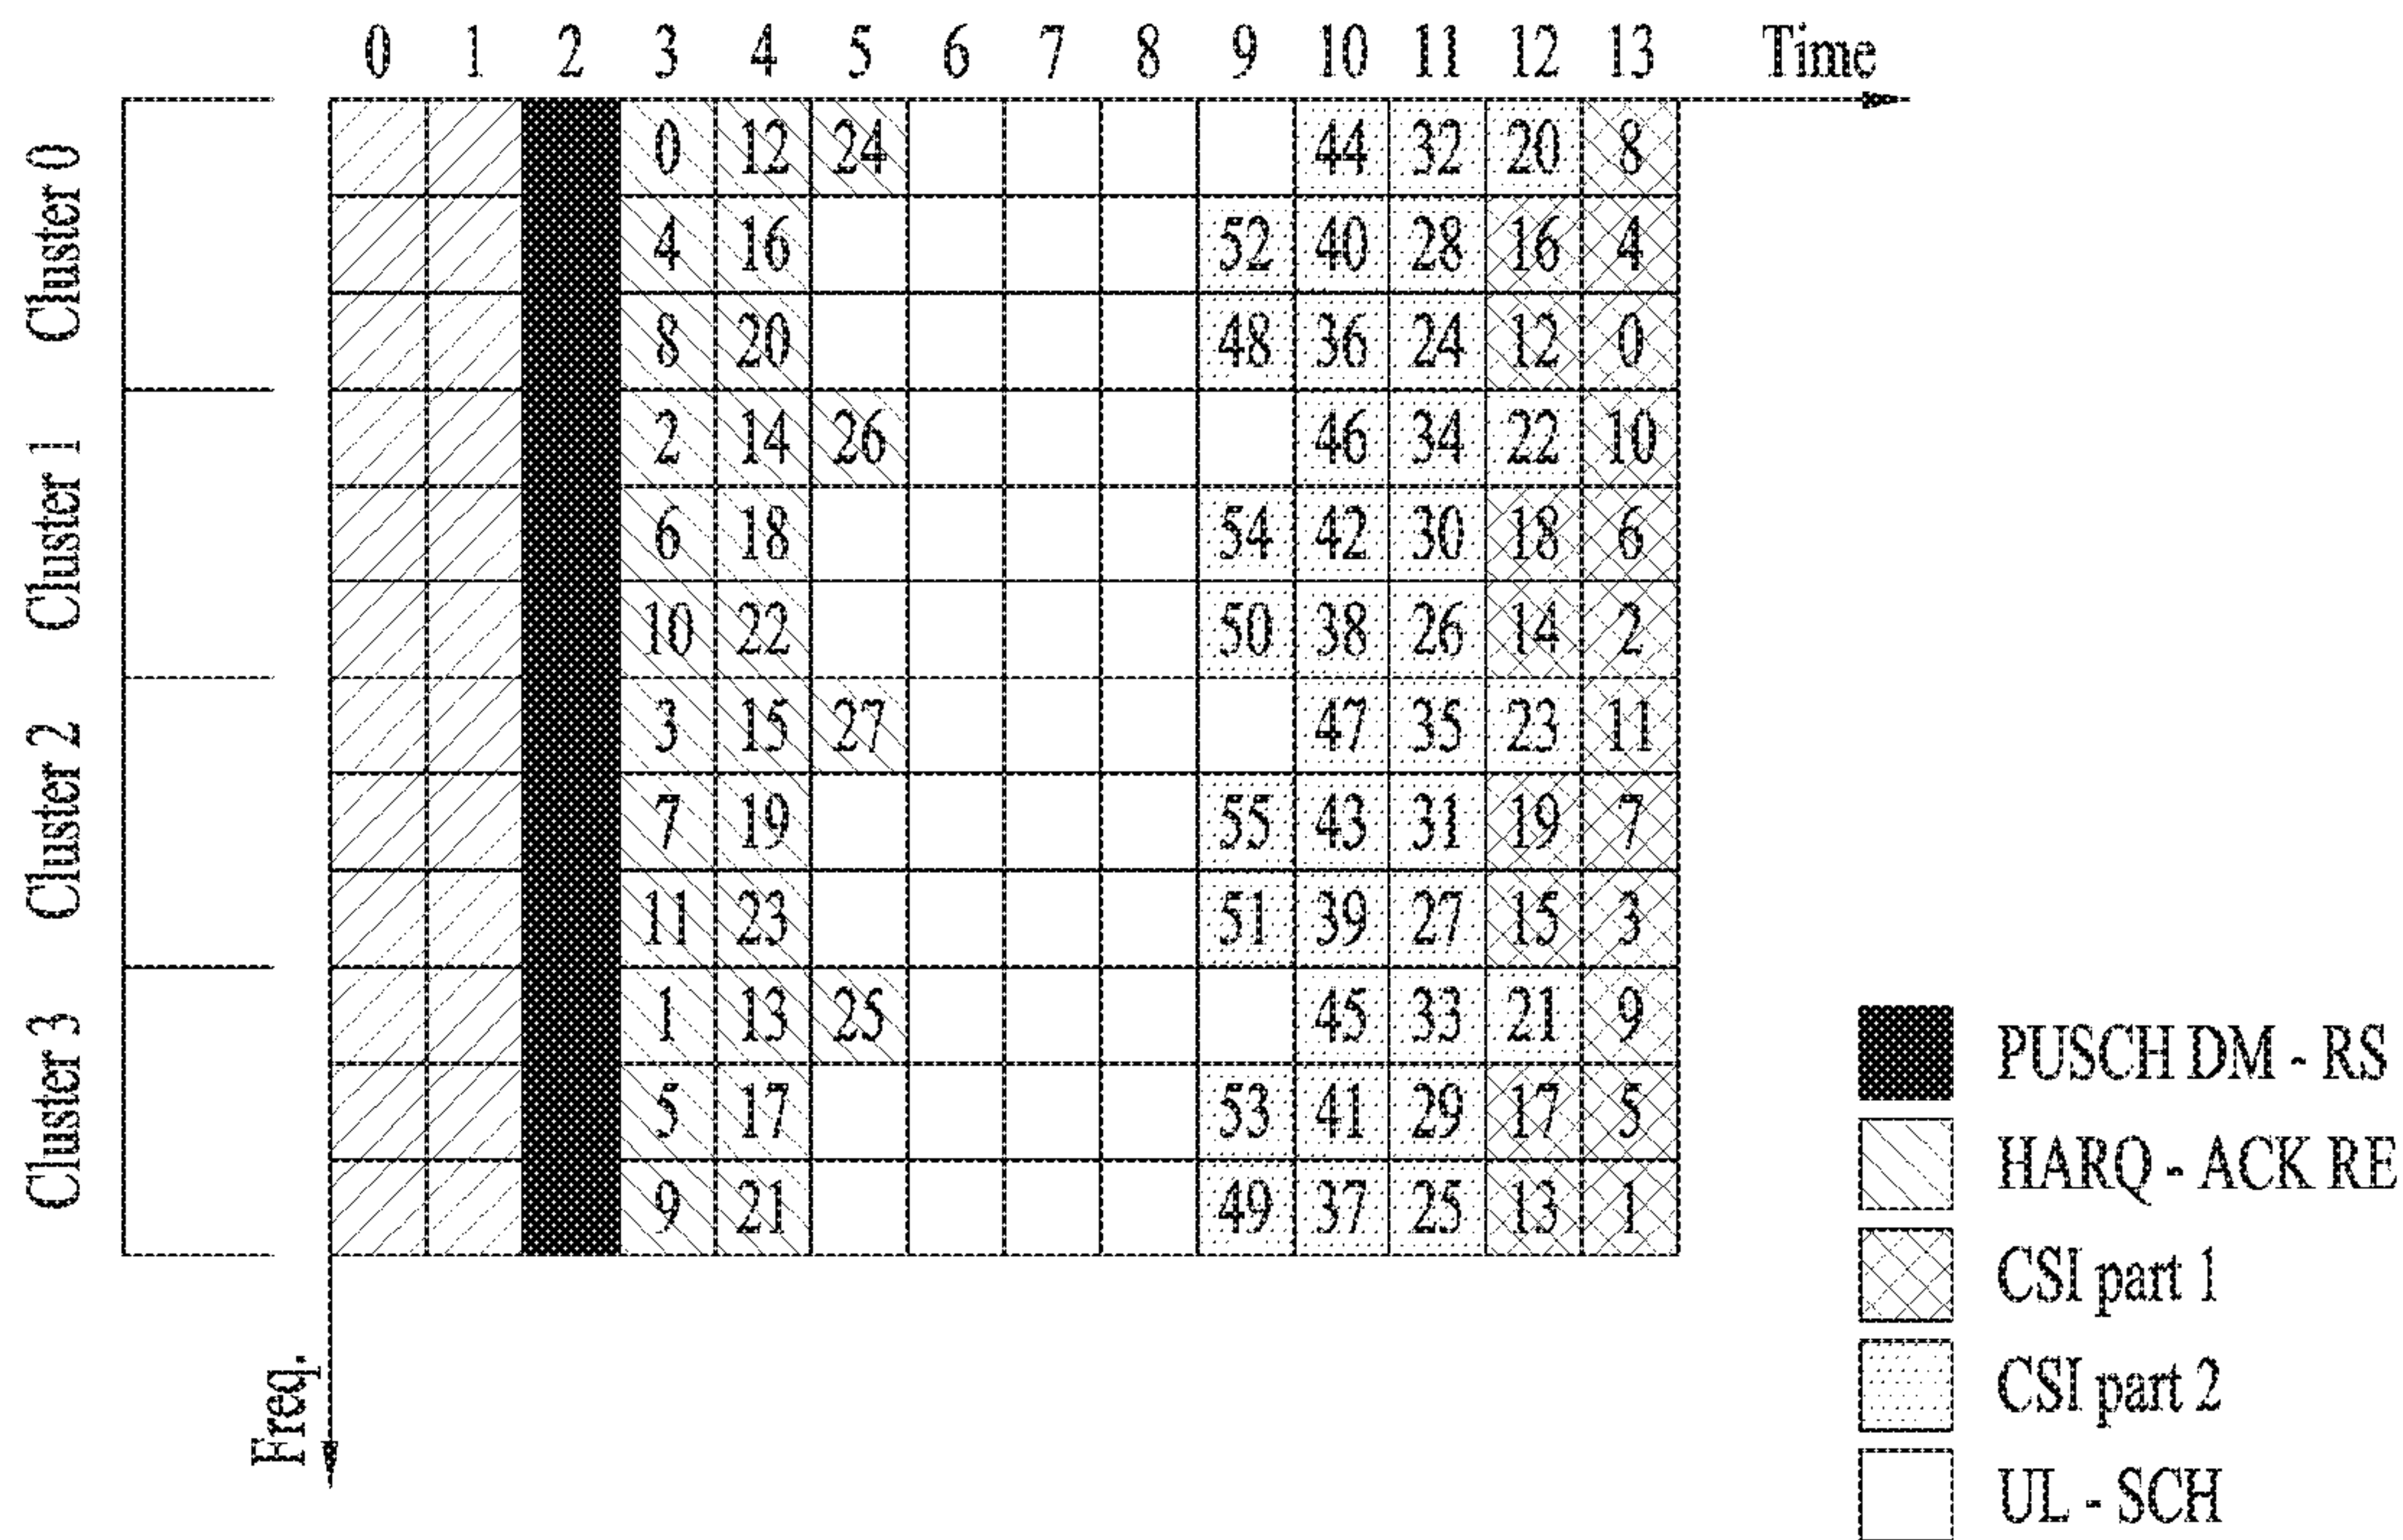 0 1 2 3 4 5 6 7 8 9 10 11 12 13 Time
Cluster 0
0 12 24 44 32 20 8
4 16 52 40 28 16 4
8 20 48 36 24 12 0
Cluster 1
2 14 26 46 34 22 10
6 18 54 42 30 18 6
10 22 50 38 26 14 2
Cluster 2
3 15 27 47 35 23 11
7 19 55 43 31 19 7
11 23 51 39 27 15 3
Cluster 3
1 13 25 45 33 21 9
5 17 53 41 29 17 5
9 21 49 37 25 13 1
Freq.
PUSCH DM - RS
HARQ - ACK RE
CSI part 1
CSI part 2
UL - SCH